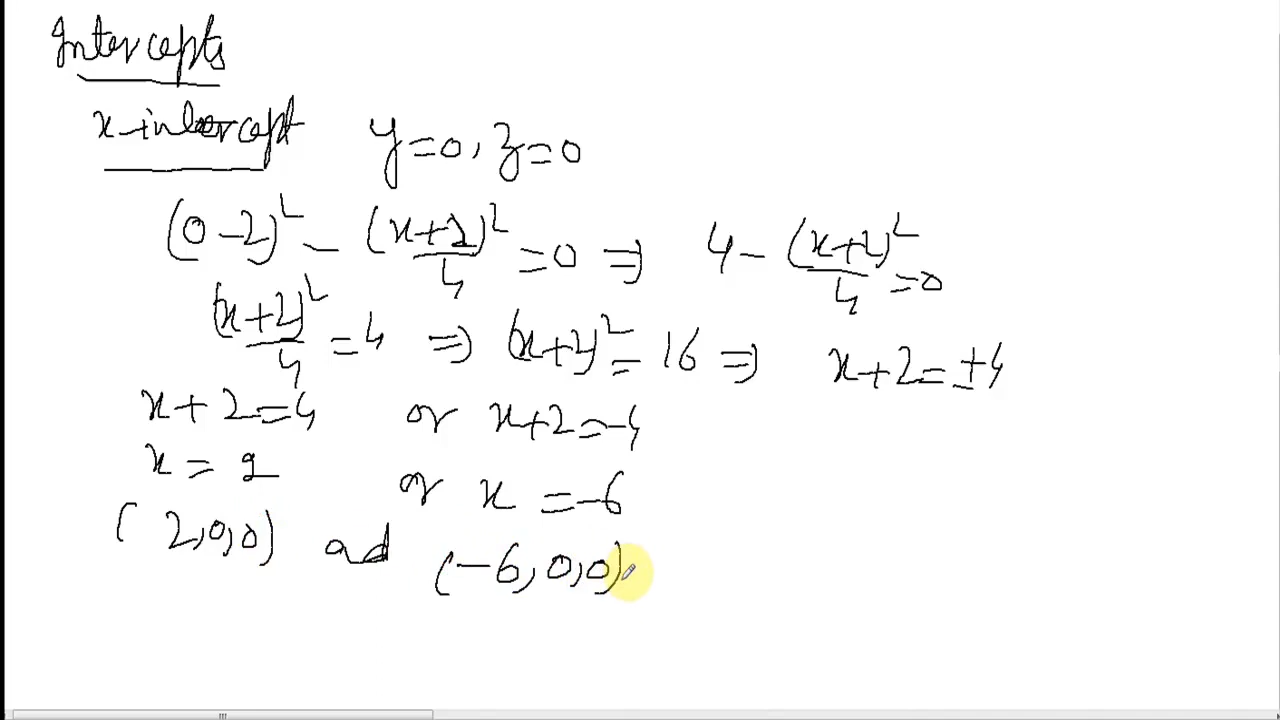 Intercepts
x-intercept y=0, z=0
(0-2)² - (x+2)²/4 = 0 ⇒ 4 - (x+2)²/4 = 0
(x+2)²/4 = 4 ⇒ (x+2)² = 16 ⇒ x+2 = ±4
x+2=4 or x+2=-4
x = 2 or x = -6
(2,0,0) ad (-6,0,0).